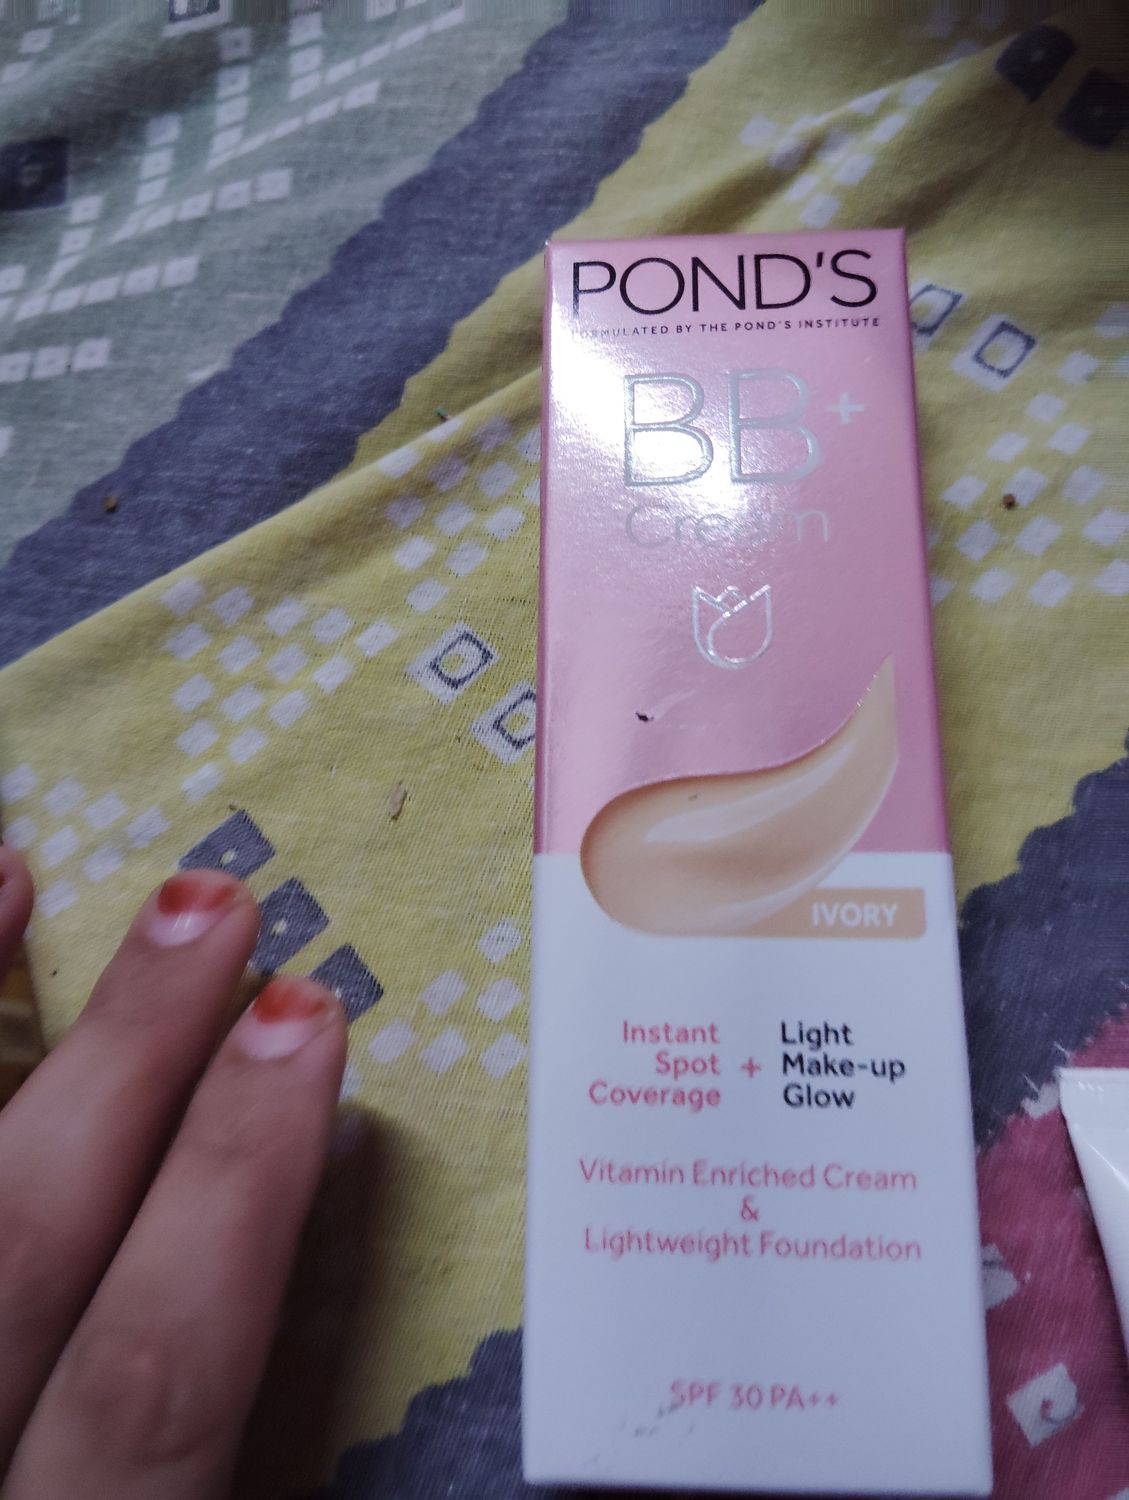 POND'S
FORMULATED BY THE POND'S INSTITUTE
BB+
Cream
IVORY
Instant Spot Coverage + Light Make-up Glow
Vitamin Enriched Cream
&
Lightweight Foundation
SPF 30 PA++